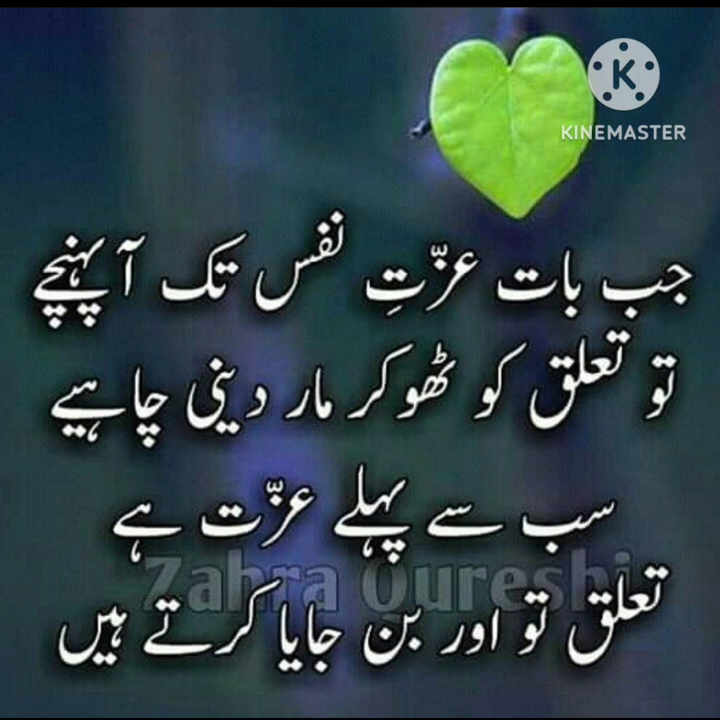 KINEMASTER
جب بات عزّتِ نفس تک آ پہنچے
تو تعلق کو ٹھوکر مار دینی چاہیے
سب سے پہلے عزّت ہے
Zahra Qureshi
تعلق تو اور بن جایا کرتے ہیں